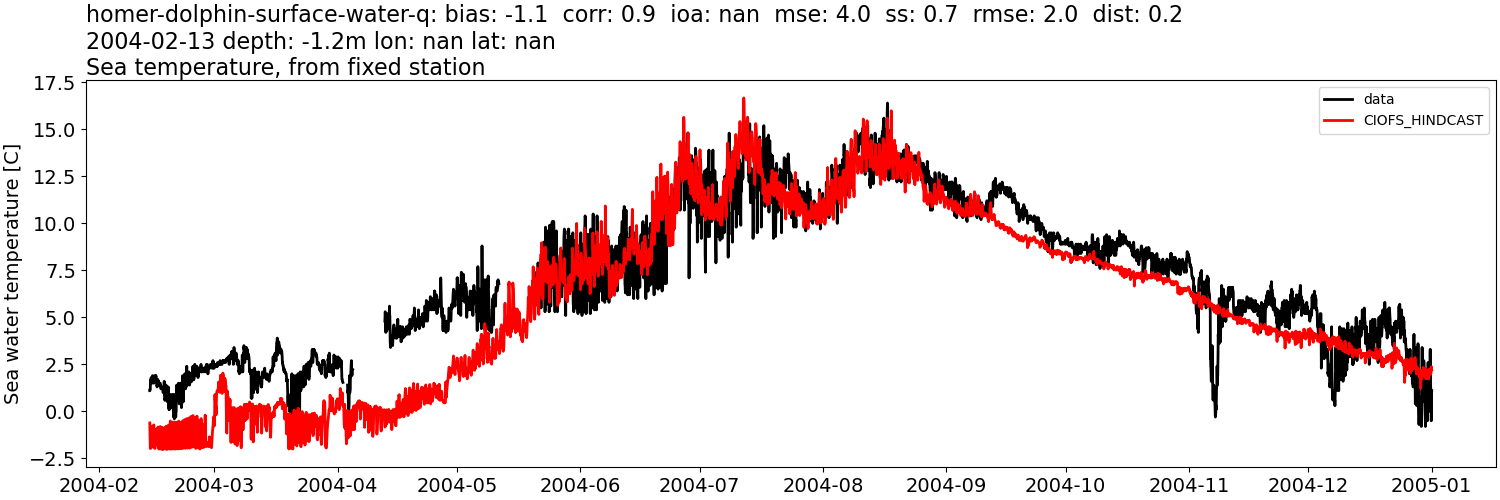 homer-dolphin-surface-water-q: bias: -1.1  corr: 0.9  ioa: nan  mse: 4.0  ss: 0.7  rmse: 2.0  dist: 0.2
2004-02-13 depth: -1.2m lon: nan lat: nan
Sea temperature, from fixed station
Sea water temperature [C]
17.5
15.0
12.5
10.0
7.5
5.0
2.5
0.0
−2.5
data
CIOFS_HINDCAST
2004-02 2004-03 2004-04 2004-05 2004-06 2004-07 2004-08 2004-09 2004-10 2004-11 2004-12 2005-01